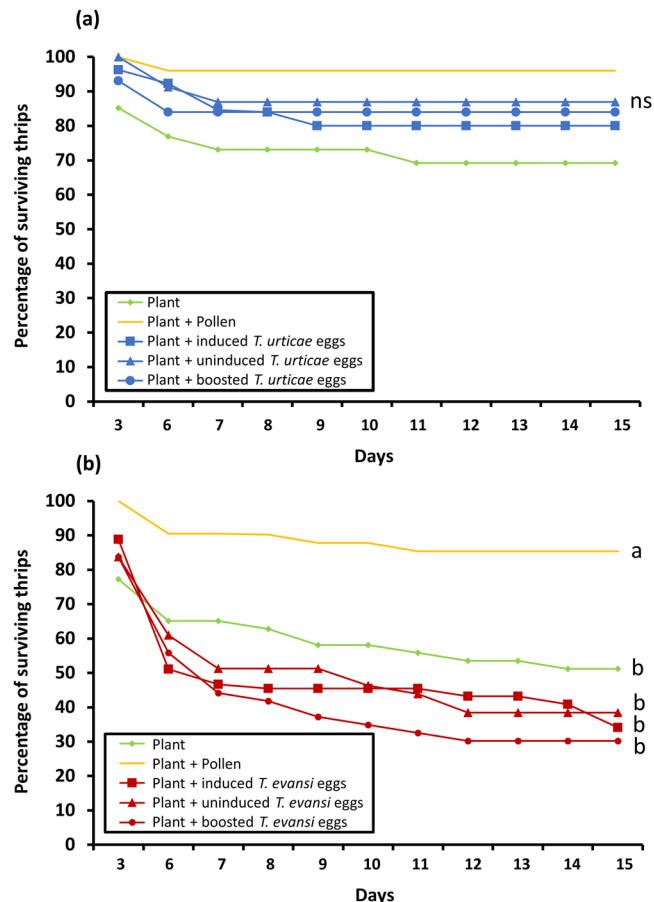 (a)
100
90
80
70
60
50
40
30
20
10
0
Percentage of surviving thrips
ns
Plant
Plant + Pollen
Plant + induced T. urticae eggs
Plant + uninduced T. urticae eggs
Plant + boosted T. urticae eggs
3 6 7 8 9 10 11 12 13 14 15
Days
(b)
100
90
80
70
60
50
40
30
20
10
0
Percentage of surviving thrips
a
b
b
b
b
Plant
Plant + Pollen
Plant + induced T. evansi eggs
Plant + uninduced T. evansi eggs
Plant + boosted T. evansi eggs
3 6 7 8 9 10 11 12 13 14 15
Days